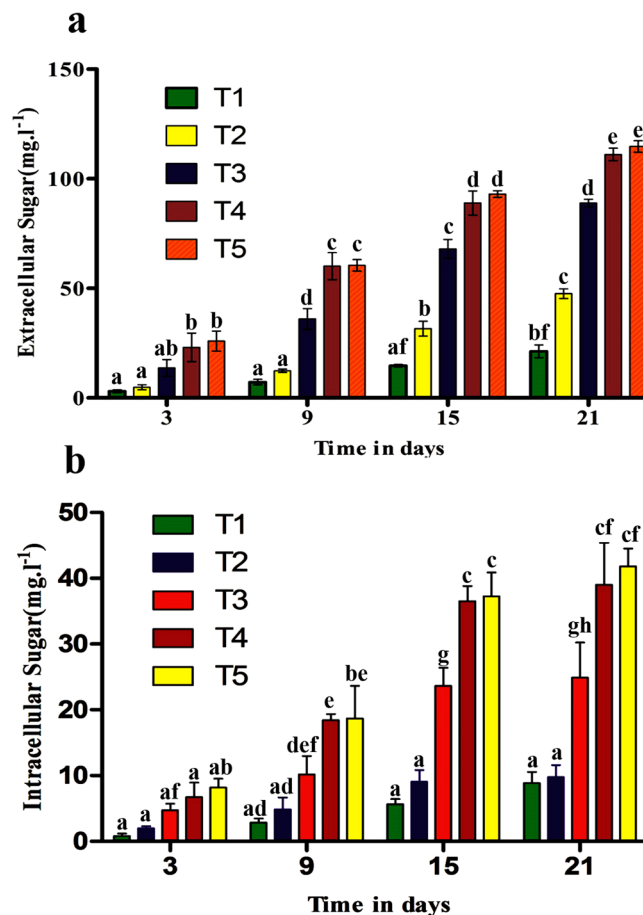 a
Extracellular Sugar(mg.l-1)
150
100
50
0
T1
T2
T3
T4
T5
a a ab b b
a a d c c
af b c d d
bf c d e e
3 9 15 21
Time in days
b
Intracellular Sugar(mg.l-1)
50
40
30
20
10
0
T1
T2
T3
T4
T5
a a af a ab
ad ad def e be
a a g c c
a a gh cf cf
3 9 15 21
Time in days